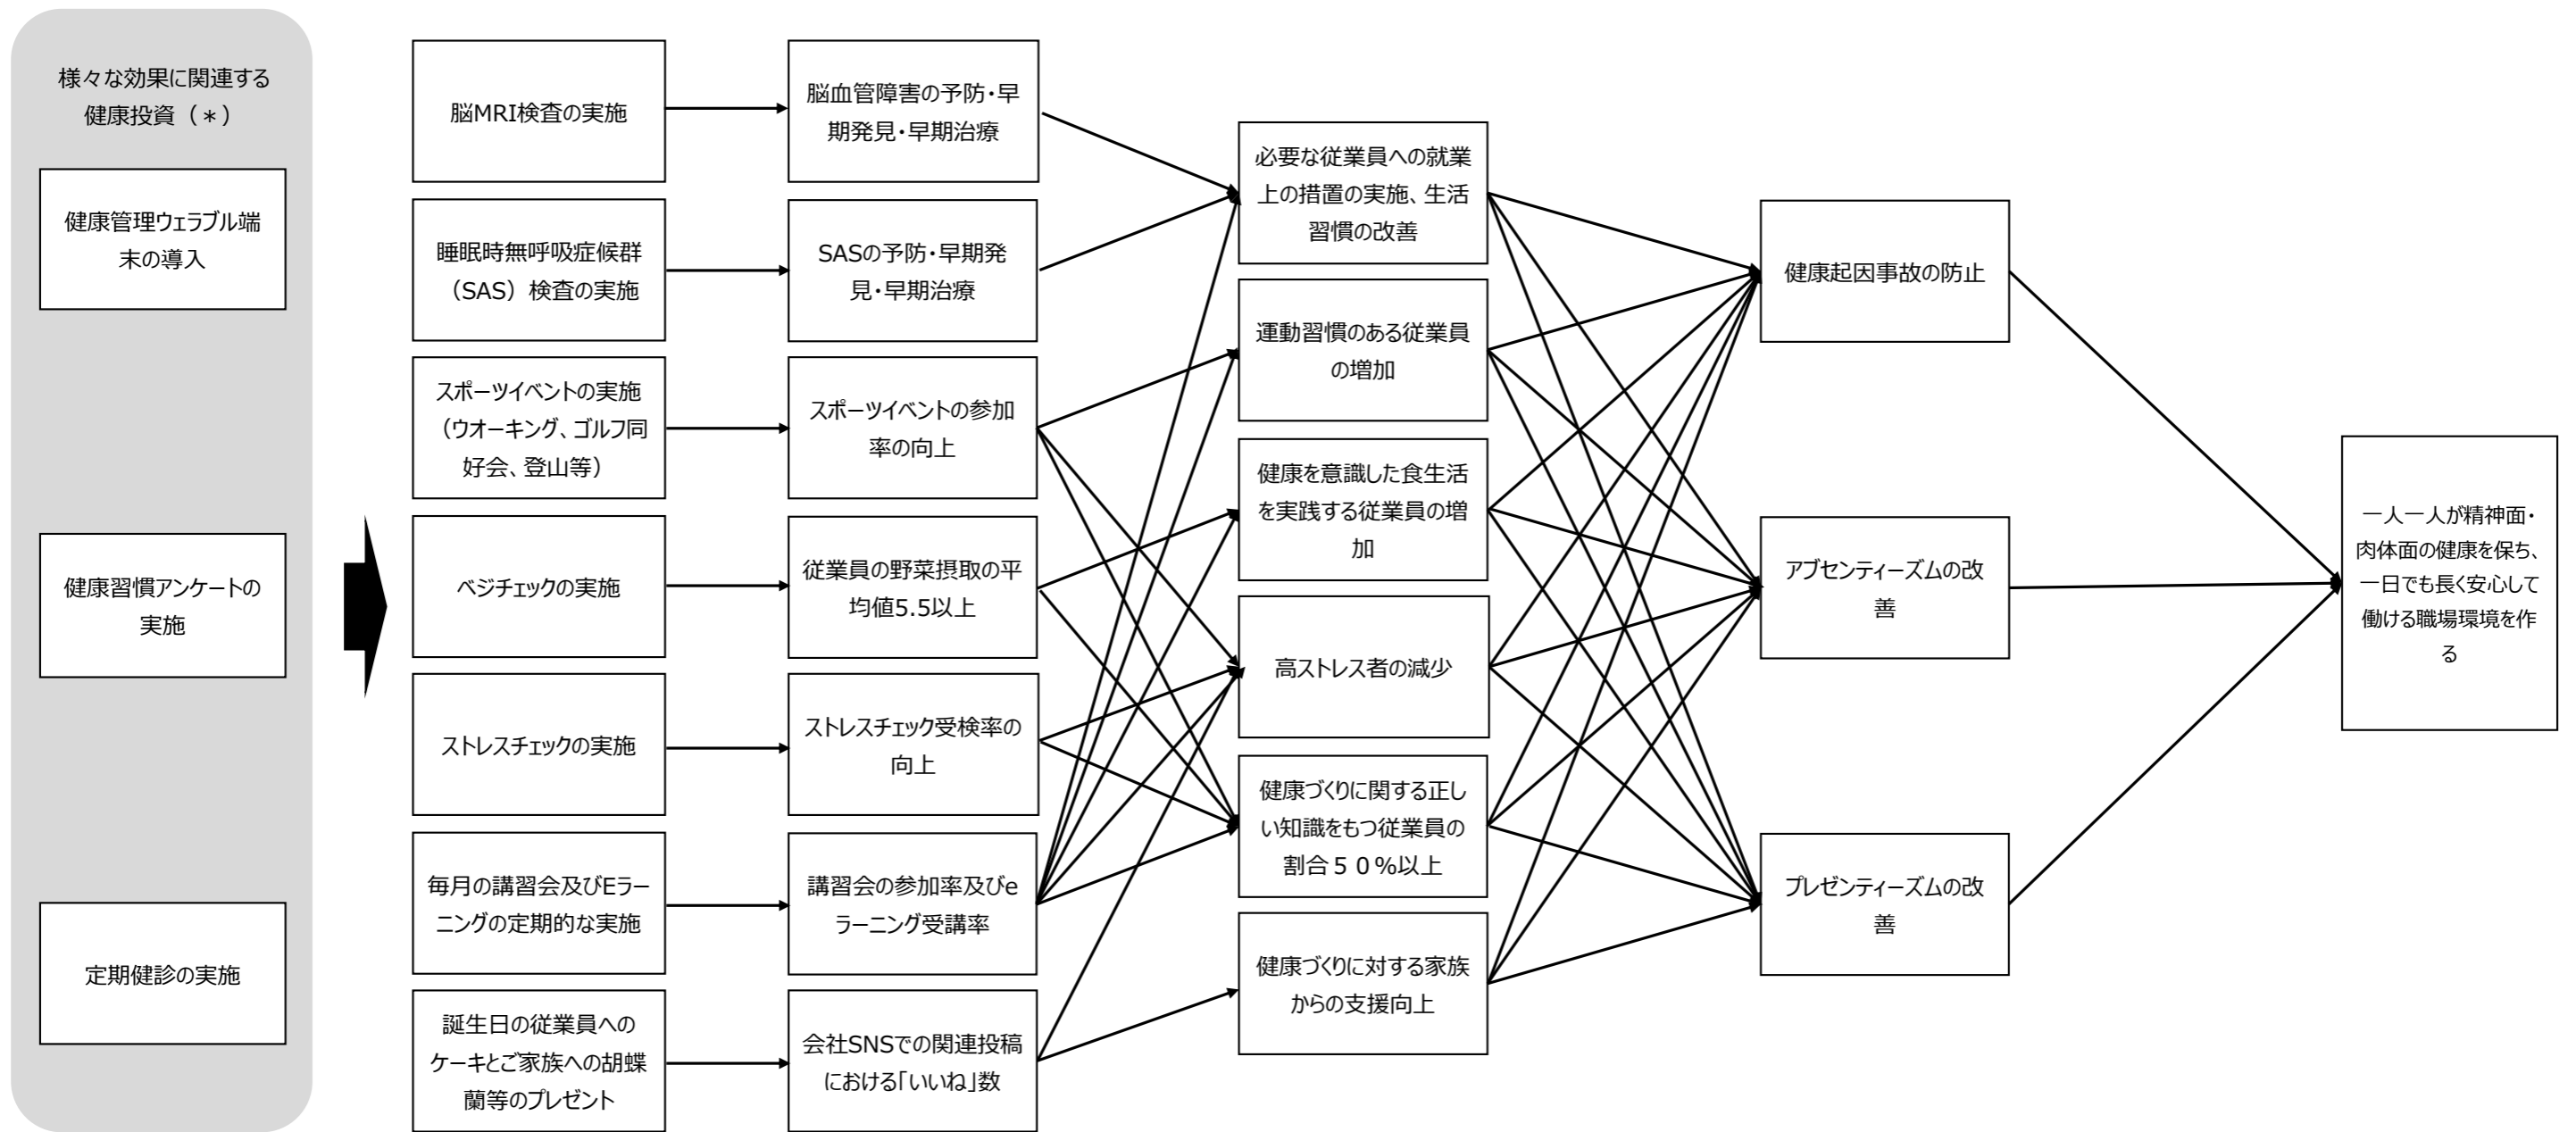 様々な効果に関連する
健康投資（＊）
健康管理ウェラブル端
末の導入
健康習慣アンケートの
実施
定期健診の実施
脳MRI検査の実施
睡眠時無呼吸症候群
（SAS）検査の実施
スポーツイベントの実施
（ウオーキング、ゴルフ同
好会、登山等）
ベジチェックの実施
ストレスチェックの実施
毎月の講習会及びEラー
ニングの定期的な実施
誕生日の従業員への
ケーキとご家族への胡蝶
蘭等のプレゼント
脳血管障害の予防・早
期発見・早期治療
SASの予防・早期発
見・早期治療
スポーツイベントの参加
率の向上
従業員の野菜摂取の平
均値5.5以上
ストレスチェック受検率の
向上
講習会の参加率及びe
ラーニング受講率
会社SNSでの関連投稿
における「いいね」数
必要な従業員への就業
上の措置の実施、生活
習慣の改善
運動習慣のある従業員
の増加
健康を意識した食生活
を実践する従業員の増
加
高ストレス者の減少
健康づくりに関する正し
い知識をもつ従業員の
割合５０%以上
健康づくりに対する家族
からの支援向上
健康起因事故の防止
アブセンティーズムの改
善
プレゼンティーズムの改
善
一人一人が精神面・
肉体面の健康を保ち、
一日でも長く安心して
働ける職場環境を作
る